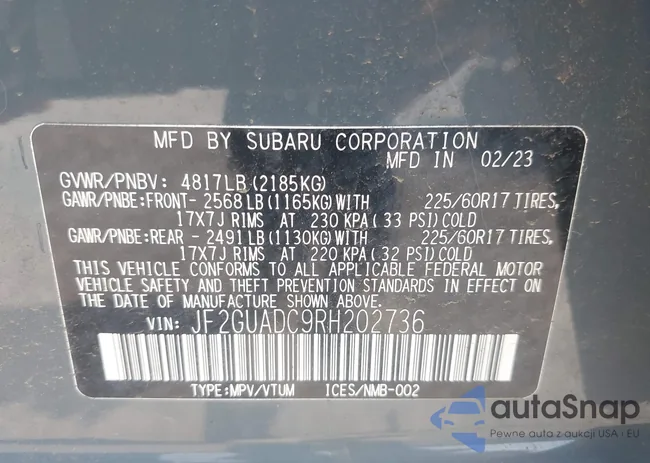 MFD BY SUBARU CORPORATION
MFD IN 02/23
GVWR/PNBV: 4817LB(2185KG)
GAWR/PNBE:FRONT- 2568LB(1165KG)WITH 225/60R17 TIRES,
17X7J RIMS AT 230 KPA( 33 PSI)COLD
GAWR/PNBE:REAR - 2491LB(1130KG)WITH 225/60R17 TIRES,
17X7J RIMS AT 220 KPA( 32 PSI)COLD
THIS VEHICLE CONFORMS TO ALL APPLICABLE FEDERAL MOTOR
VEHICLE SAFETY AND THEFT PREVENTION STANDARDS IN EFFECT
ON THE DATE OF MANUFACTURE SHOWN ABOVE.
VIN: JF2GUADC9RH202736
TYPE:MPV/VTUM ICES/NMB-002
autaSnap
Pewne auta z aukcji USA i EU